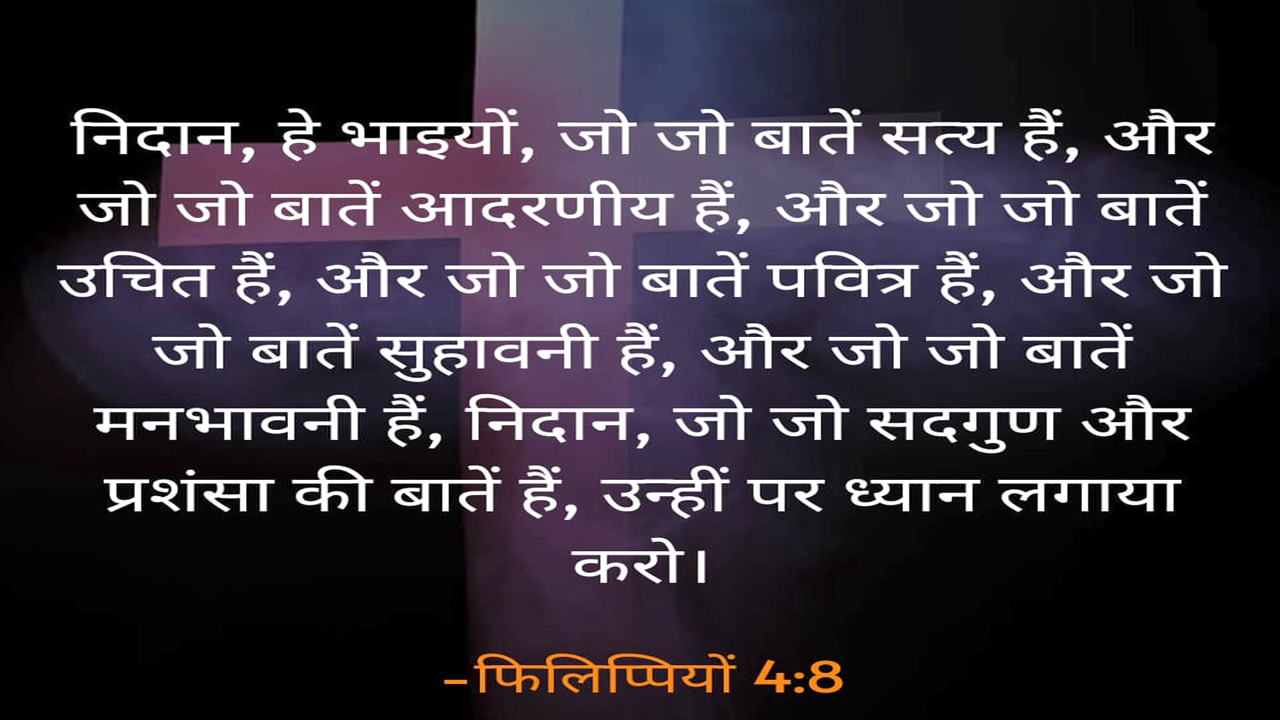 निदान, हे भाइयों, जो जो बातें सत्य हैं, और
जो जो बातें आदरणीय हैं, और जो जो बातें
उचित हैं, और जो जो बातें पवित्र हैं, और जो
जो बातें सुहावनी हैं, और जो जो बातें
मनभावनी हैं, निदान, जो जो सदगुण और
प्रशंसा की बातें हैं, उन्हीं पर ध्यान लगाया
करो।
–फिलिप्पियों 4:8